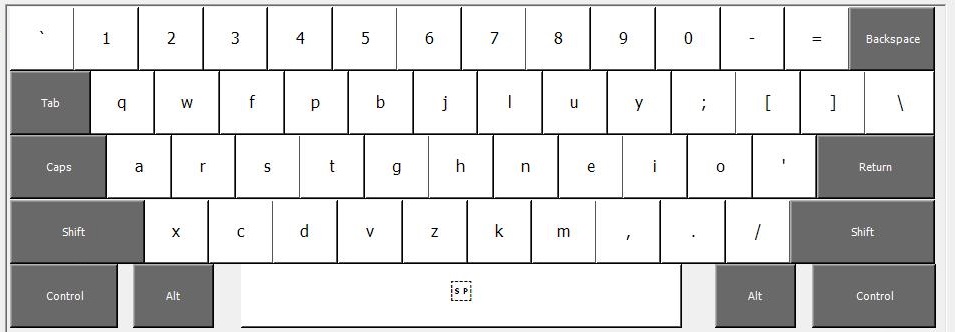 ` 1 2 3 4 5 6 7 8 9 0 - = Backspace
Tab q w f p b j l u y ; [ ] \
Caps a r s t g h n e i o ' Return
Shift x c d v z k m , . / Shift
Control Alt SP Alt Control